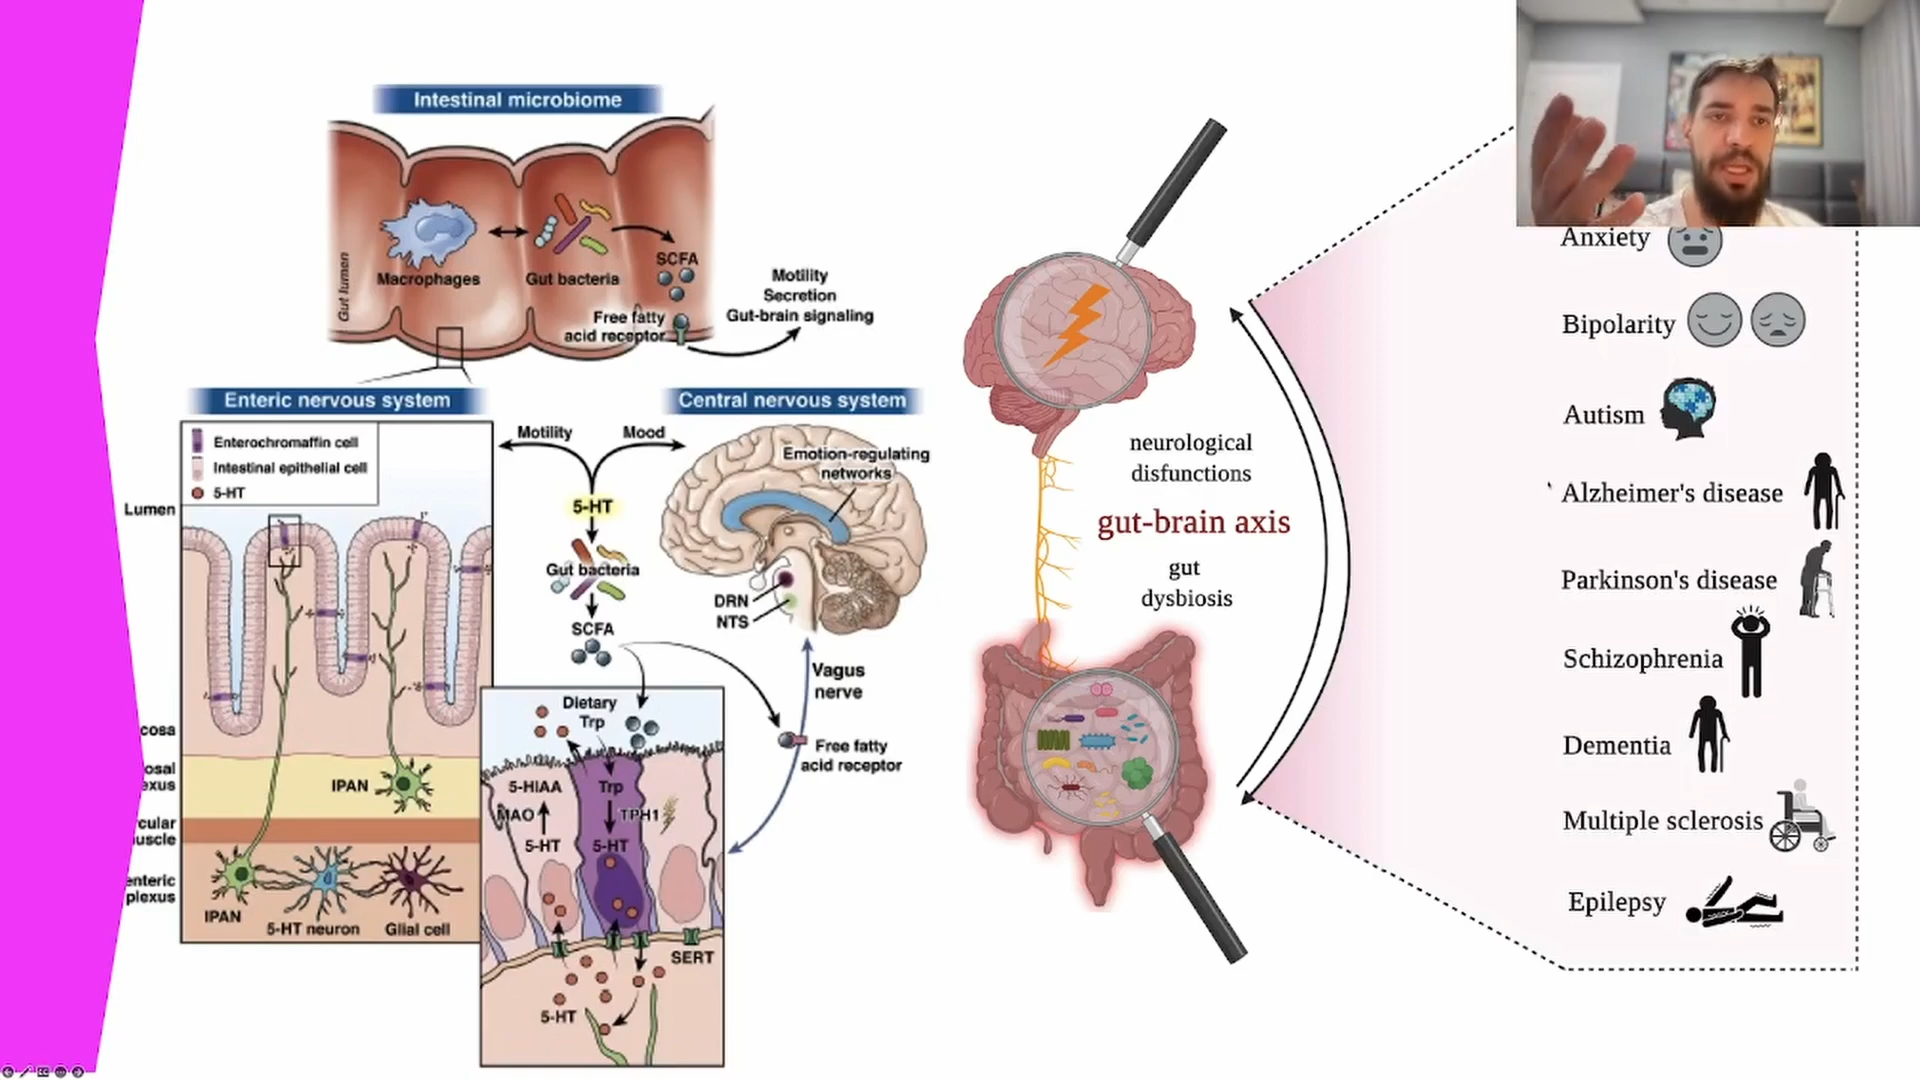 Intestinal microbiome
Gut lumen
Macrophages
Gut bacteria
SCFA
Free fatty
acid receptor
Motility
Secretion
Gut-brain signaling
Enteric nervous system
Central nervous system
Enterochromaffin cell
Intestinal epithelial cell
5-HT
Motility
Mood
5-HT
Gut bacteria
SCFA
Emotion-regulating
networks
DRN
NTS
Vagus
nerve
Free fatty
acid receptor
Lumen
cosa
osal
exus
rcular
uscle
enteric
plexus
IPAN
IPAN
5-HT neuron
Glial cell
Dietary
Trp
5-HIAA
Trp
MAO
TPH1
5-HT
5-HT
SERT
5-HT
neurological
disfunctions
gut-brain axis
gut
dysbiosis
Anxiety
Bipolarity
Autism
Alzheimer's disease
Parkinson's disease
Schizophrenia
Dementia
Multiple sclerosis
Epilepsy